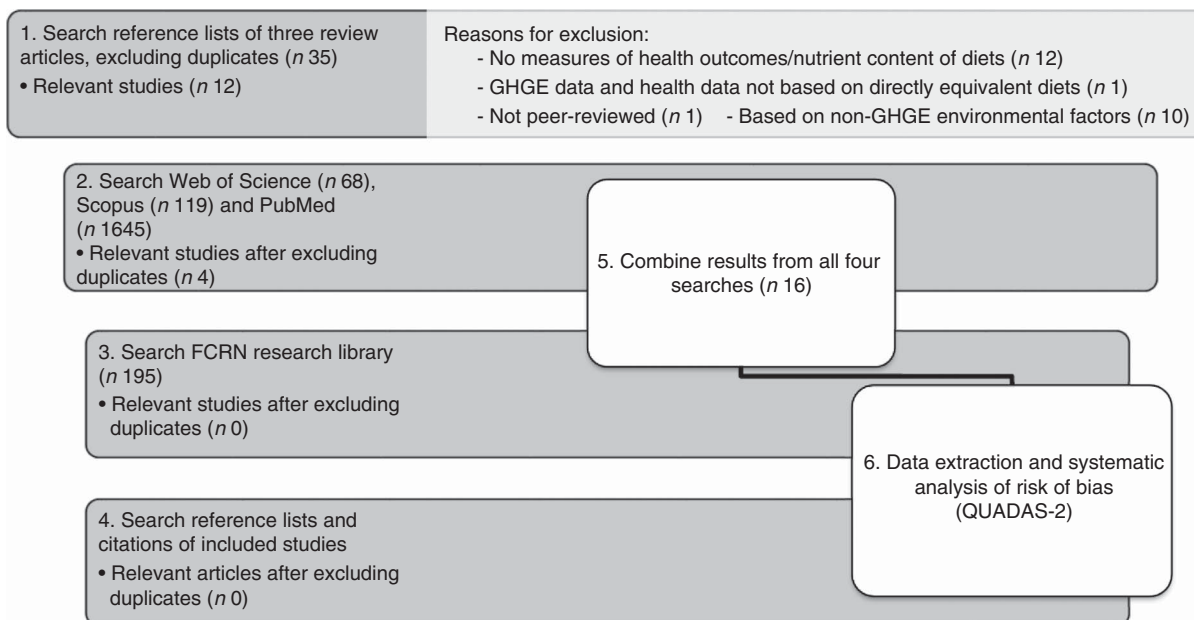 1. Search reference lists of three review
articles, excluding duplicates (n 35)
• Relevant studies (n 12)
Reasons for exclusion:
- No measures of health outcomes/nutrient content of diets (n 12)
- GHGE data and health data not based on directly equivalent diets (n 1)
- Not peer-reviewed (n 1) - Based on non-GHGE environmental factors (n 10)
2. Search Web of Science (n 68),
Scopus (n 119) and PubMed
(n 1645)
• Relevant studies after excluding
duplicates (n 4)
3. Search FCRN research library
(n 195)
• Relevant studies after excluding
duplicates (n 0)
4. Search reference lists and
citations of included studies
• Relevant articles after excluding
duplicates (n 0)
5. Combine results from all four
searches (n 16)
6. Data extraction and systematic
analysis of risk of bias
(QUADAS-2)